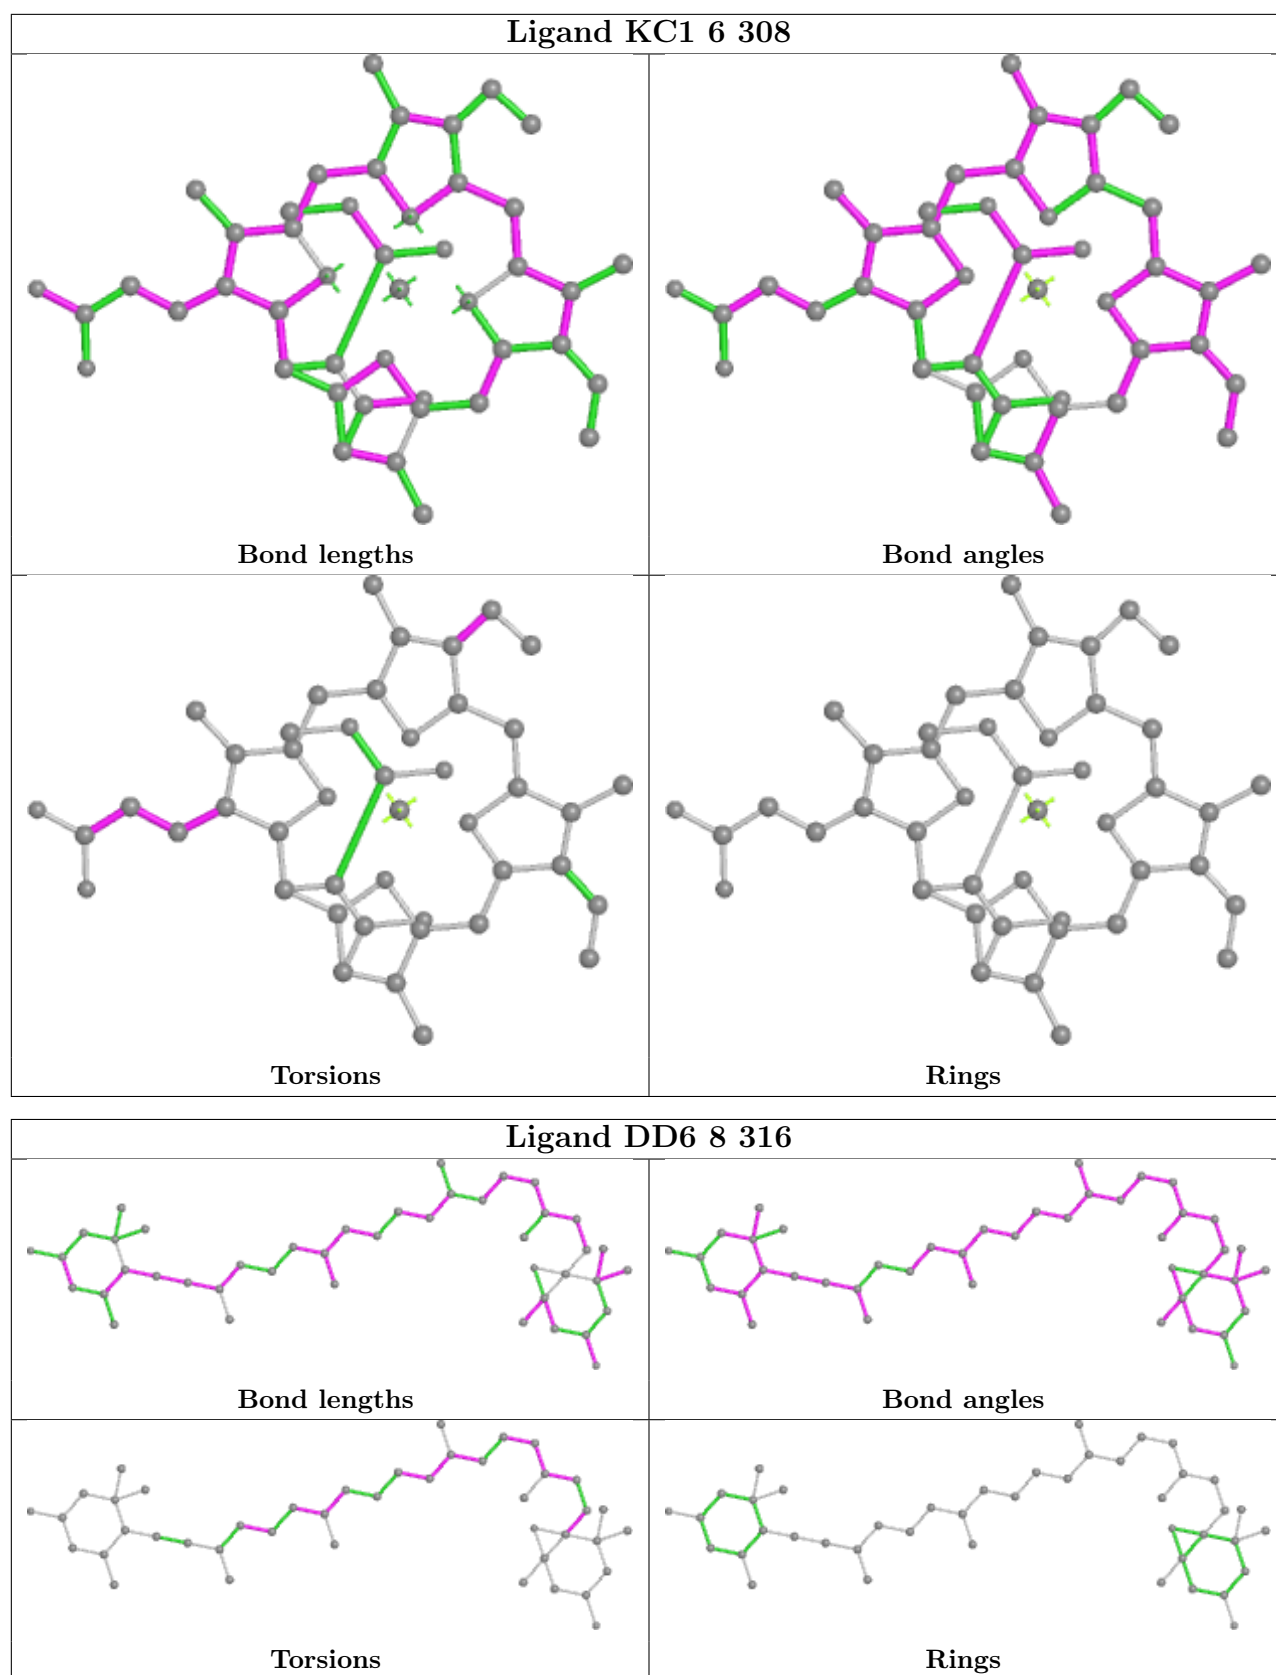 Ligand KC1 6 308
Bond lengths
Bond angles
Torsions
Rings
Ligand DD6 8 316
Bond lengths
Bond angles
Torsions
Rings